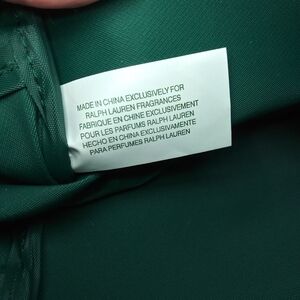 MADE IN CHINA EXCLUSIVELY FOR
RALPH LAUREN FRAGRANCES
FABRIQUE EN CHINE EXCLUSIVEMENT
POUR LES PARFUMS RALPH LAUREN
HECHO EN CHINA EXCLUSIVAMENTE
PARA PERFUMES RALPH LAUREN